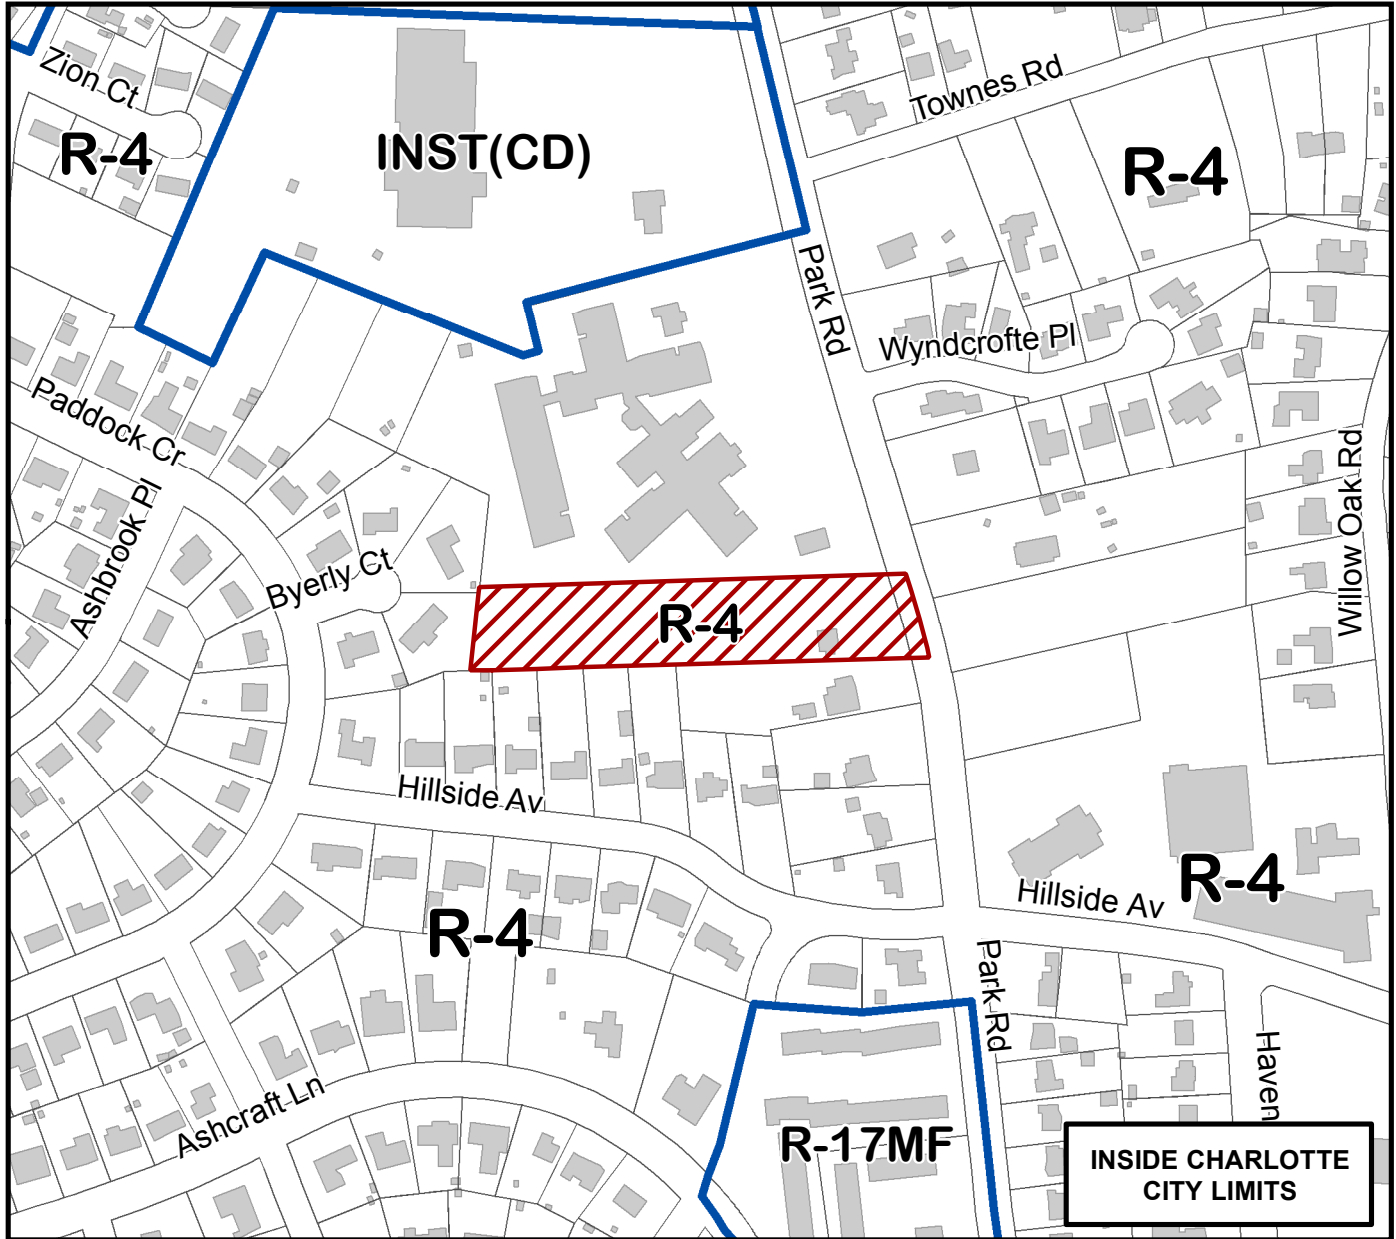 Zion Ct
Townes Rd
R-4
INST(CD)
R-4
Park Rd
Wyndcrofte Pl
Paddock Cr
Ashbrook Pl
Willow Oak Rd
Byerly Ct
R-4
Hillside Av
R-4
Hillside Av
R-4
Park Rd
Haven
Ashcraft Ln
R-17MF
INSIDE CHARLOTTE
CITY LIMITS